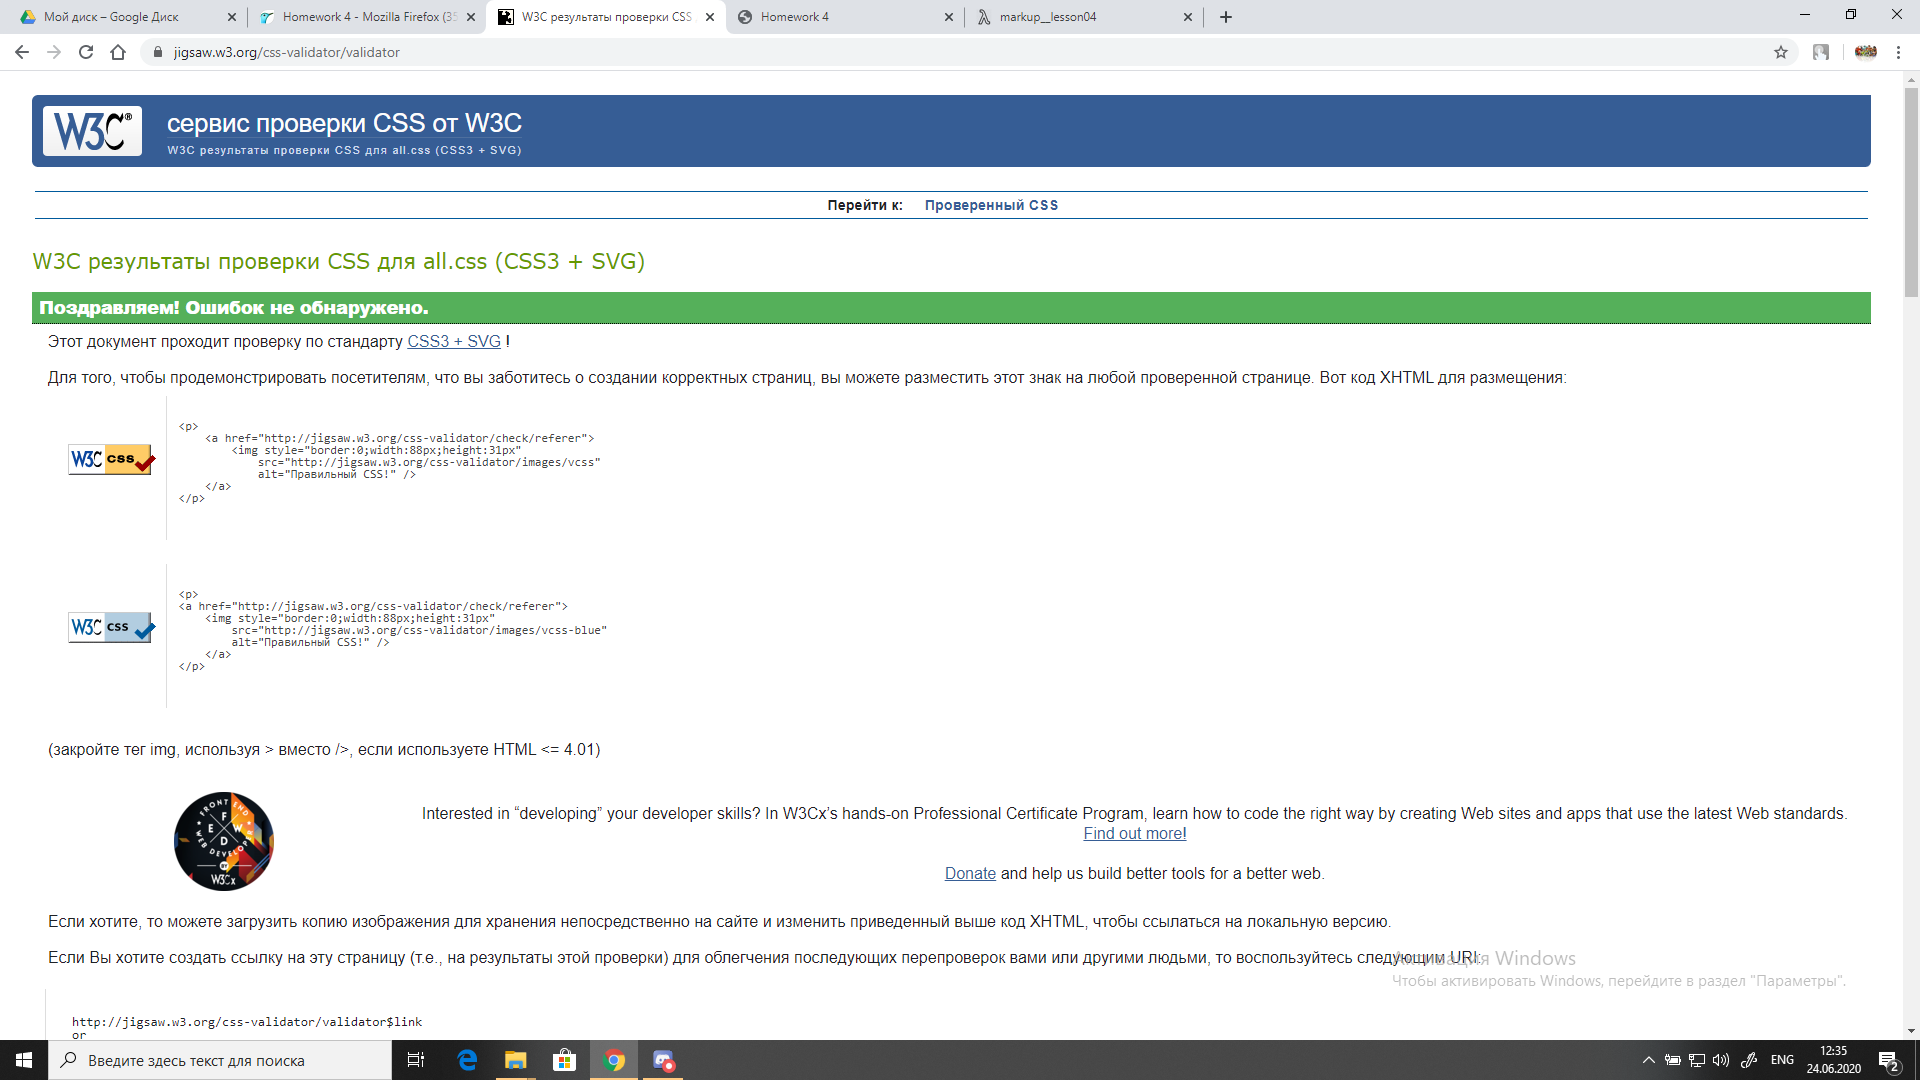 Мой диск – Google Диск
Homework 4 - Mozilla Firefox (35
W3C результаты проверки CSS
Homework 4
markup__lesson04
jigsaw.w3.org/css-validator/validator
W3C®
сервис проверки CSS от W3C
W3C результаты проверки CSS для all.css (CSS3 + SVG)
Перейти к: Проверенный CSS
W3C результаты проверки CSS для all.css (CSS3 + SVG)
Поздравляем! Ошибок не обнаружено.
Этот документ проходит проверку по стандарту CSS3 + SVG !
Для того, чтобы продемонстрировать посетителям, что вы заботитесь о создании корректных страниц, вы можете разместить этот знак на любой проверенной странице. Вот код XHTML для размещения:
W3C css
<p>
<a href="http://jigsaw.w3.org/css-validator/check/referer">
<img style="border:0;width:88px;height:31px"
src="http://jigsaw.w3.org/css-validator/images/vcss"
alt="Правильный CSS!" />
</a>
</p>
W3C css
<p>
<a href="http://jigsaw.w3.org/css-validator/check/referer">
<img style="border:0;width:88px;height:31px"
src="http://jigsaw.w3.org/css-validator/images/vcss-blue"
alt="Правильный CSS!" />
</a>
</p>
(закройте тег img, используя > вместо />, если используете HTML <= 4.01)
FRONT END
F E W D
WEB DEVELOPER
W3Cx
Interested in “developing” your developer skills? In W3Cx’s hands-on Professional Certificate Program, learn how to code the right way by creating Web sites and apps that use the latest Web standards.
Find out more!
Donate and help us build better tools for a better web.
Если хотите, то можете загрузить копию изображения для хранения непосредственно на сайте и изменить приведенный выше код XHTML, чтобы ссылаться на локальную версию.
Если Вы хотите создать ссылку на эту страницу (т.е., на результаты этой проверки) для облегчения последующих перепроверок вами или другими людьми, то воспользуйтесь следующим URI:
Активация Windows
Чтобы активировать Windows, перейдите в раздел "Параметры".
http://jigsaw.w3.org/css-validator/validator$link
or
Введите здесь текст для поиска
ENG
12:35
24.06.2020
2